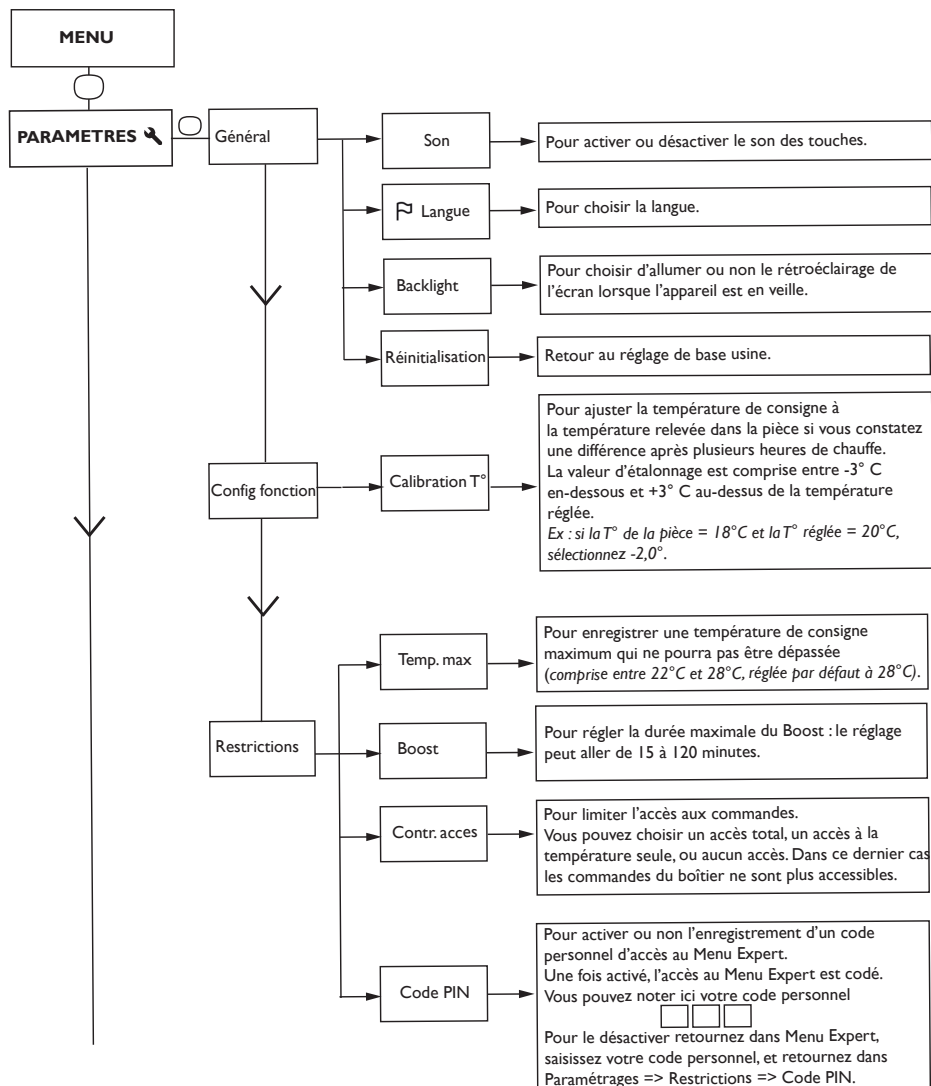 MENU
PARAMETRES
Général
Son
Pour activer ou désactiver le son des touches.
Langue
Pour choisir la langue.
Backlight
Pour choisir d'allumer ou non le rétroéclairage de
l'écran lorsque l'appareil est en veille.
Réinitialisation
Retour au réglage de base usine.
Config fonction
Calibration T°
Pour ajuster la température de consigne à
la température relevée dans la pièce si vous constatez
une différence après plusieurs heures de chauffe.
La valeur d'étalonnage est comprise entre -3° C
en-dessous et +3° C au-dessus de la température
réglée.
Ex : si la T° de la pièce = 18°C et la T° réglée = 20°C,
sélectionnez -2,0°.
Restrictions
Temp. max
Pour enregistrer une température de consigne
maximum qui ne pourra pas être dépassée
(comprise entre 22°C et 28°C, réglée par défaut à 28°C).
Boost
Pour régler la durée maximale du Boost : le réglage
peut aller de 15 à 120 minutes.
Contr. acces
Pour limiter l'accès aux commandes.
Vous pouvez choisir un accès total, un accès à la
température seule, ou aucun accès. Dans ce dernier cas
les commandes du boîtier ne sont plus accessibles.
Code PIN
Pour activer ou non l'enregistrement d'un code
personnel d'accès au Menu Expert.
Une fois activé, l'accès au Menu Expert est codé.
Vous pouvez noter ici votre code personnel
Pour le désactiver retournez dans Menu Expert,
saisissez votre code personnel, et retournez dans
Paramétrages => Restrictions => Code PIN.